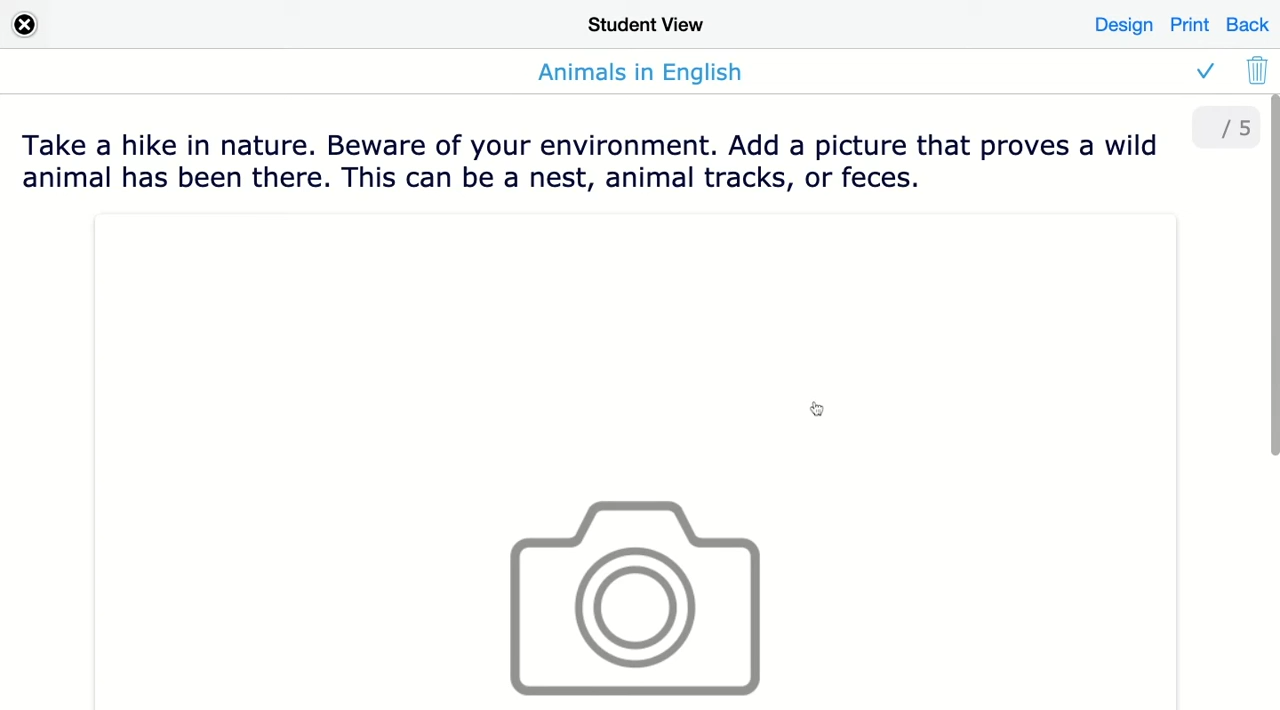 Student View
Design Print Back
Animals in English
/ 5
Take a hike in nature. Beware of your environment. Add a picture that proves a wild
animal has been there. This can be a nest, animal tracks, or feces.